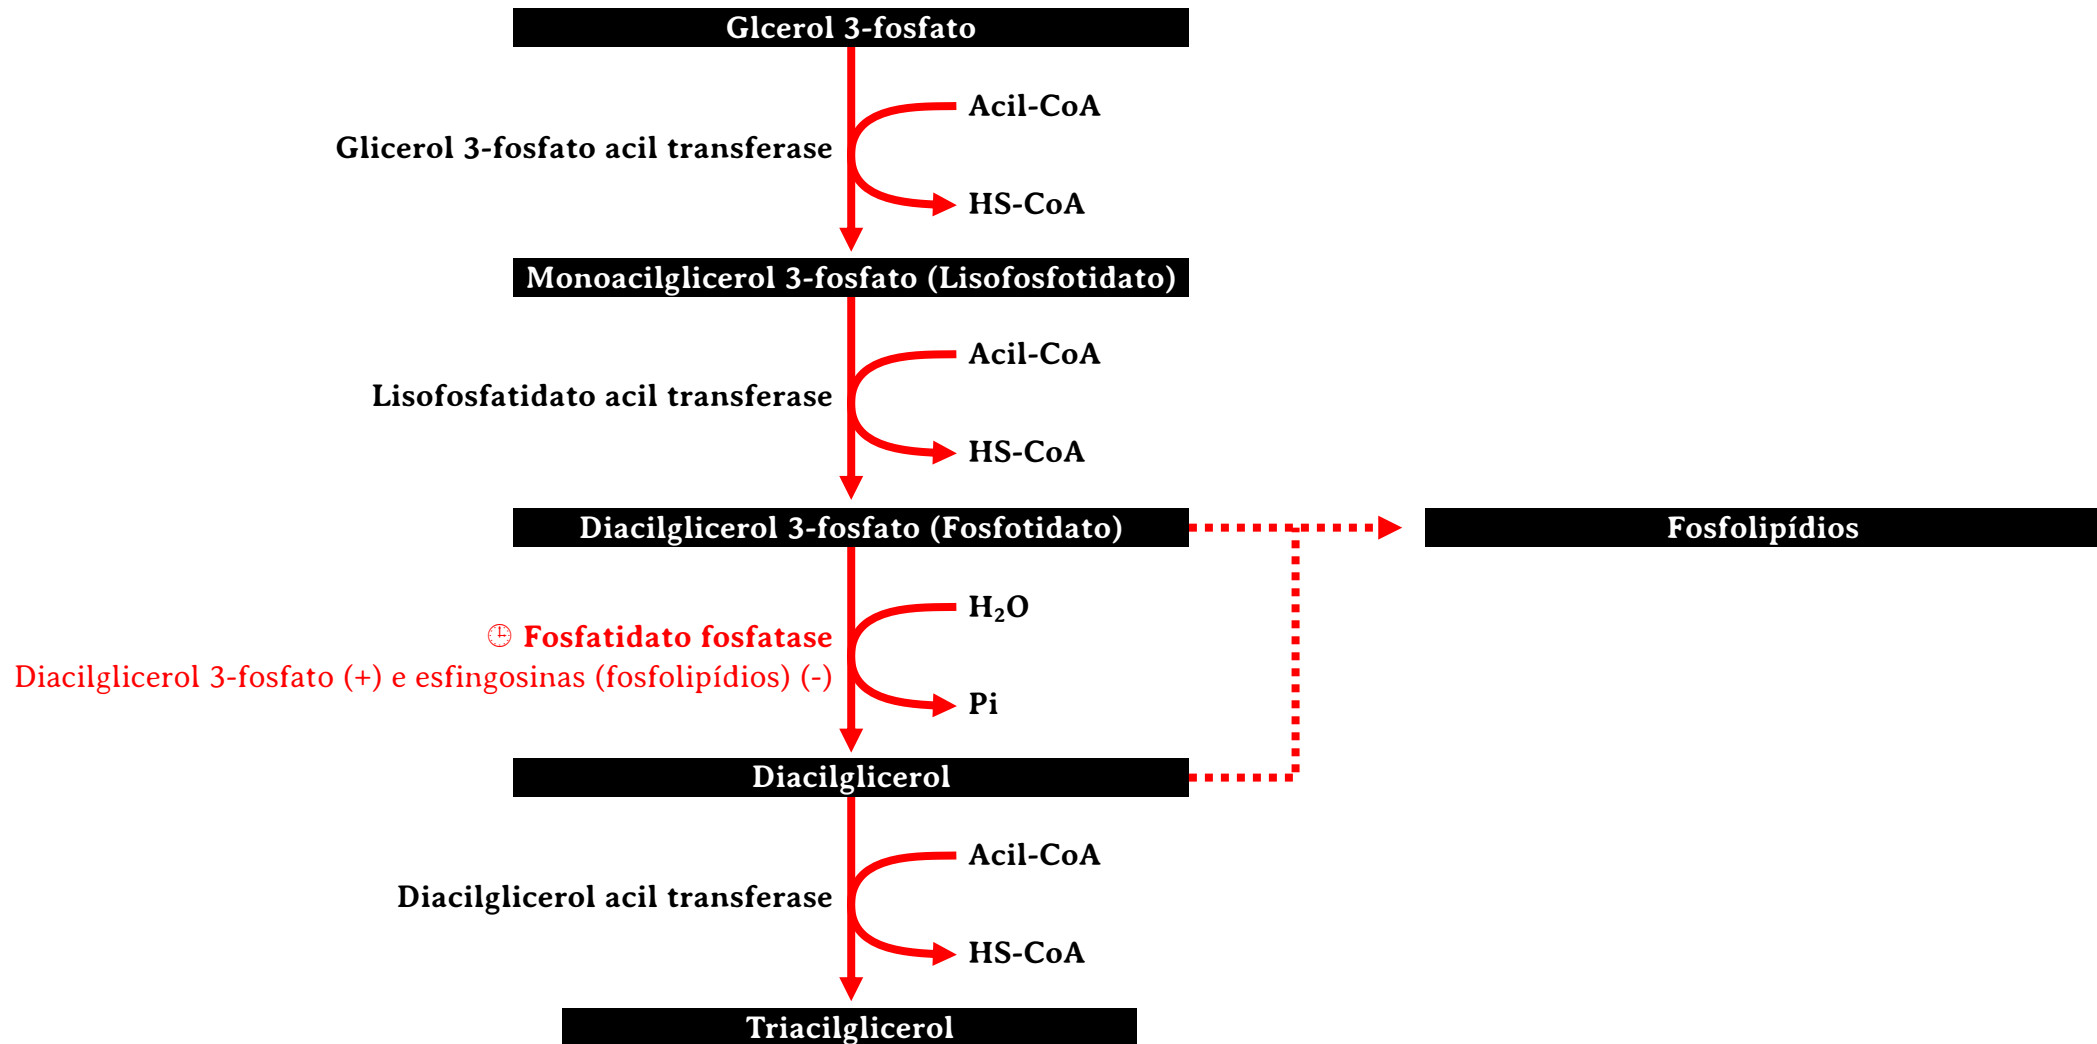 Glcerol 3-fosfato
Acil-CoA
Glicerol 3-fosfato acil transferase
HS-CoA
Monoacilglicerol 3-fosfato (Lisofosfotidato)
Acil-CoA
Lisofosfatidato acil transferase
HS-CoA
Diacilglicerol 3-fosfato (Fosfotidato)
Fosfolipídios
H₂O
🕒 Fosfatidato fosfatase
Diacilglicerol 3-fosfato (+) e esfingosinas (fosfolipídios) (-)
Pi
Diacilglicerol
Acil-CoA
Diacilglicerol acil transferase
HS-CoA
Triacilglicerol